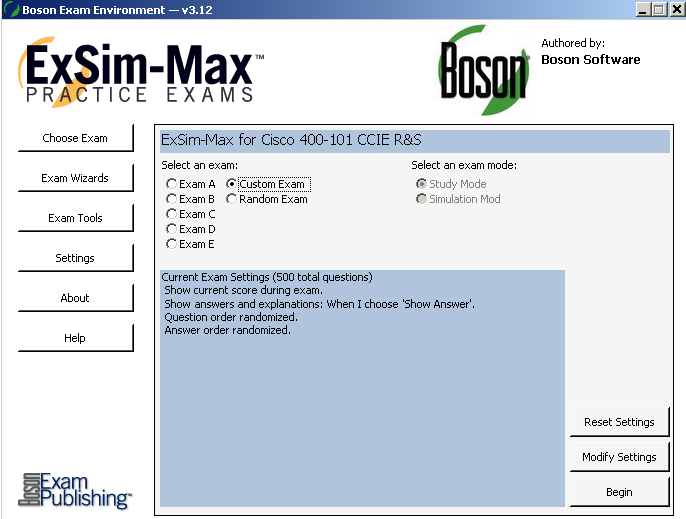 Boson Exam Environment — v3.12
ExSim-Max™
PRACTICE EXAMS
Boson
Authored by:
Boson Software
Choose Exam
Exam Wizards
Exam Tools
Settings
About
Help
ExSim-Max for Cisco 400-101 CCIE R&S
Select an exam:
Select an exam mode:
Exam A
Custom Exam
Study Mode
Exam B
Random Exam
Simulation Mod
Exam C
Exam D
Exam E
Current Exam Settings (500 total questions)
Show current score during exam.
Show answers and explanations: When I choose 'Show Answer'.
Question order randomized.
Answer order randomized.
Reset Settings
Modify Settings
Begin
Boson Exam
Publishing™